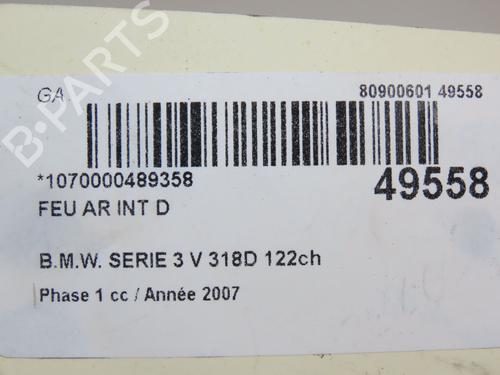 GA
80900601 49558
*1070000489358
49558
FEU AR INT D
B.M.W. SERIE 3 V 318D 122ch
Phase 1 cc / Année 2007
B-PARTS